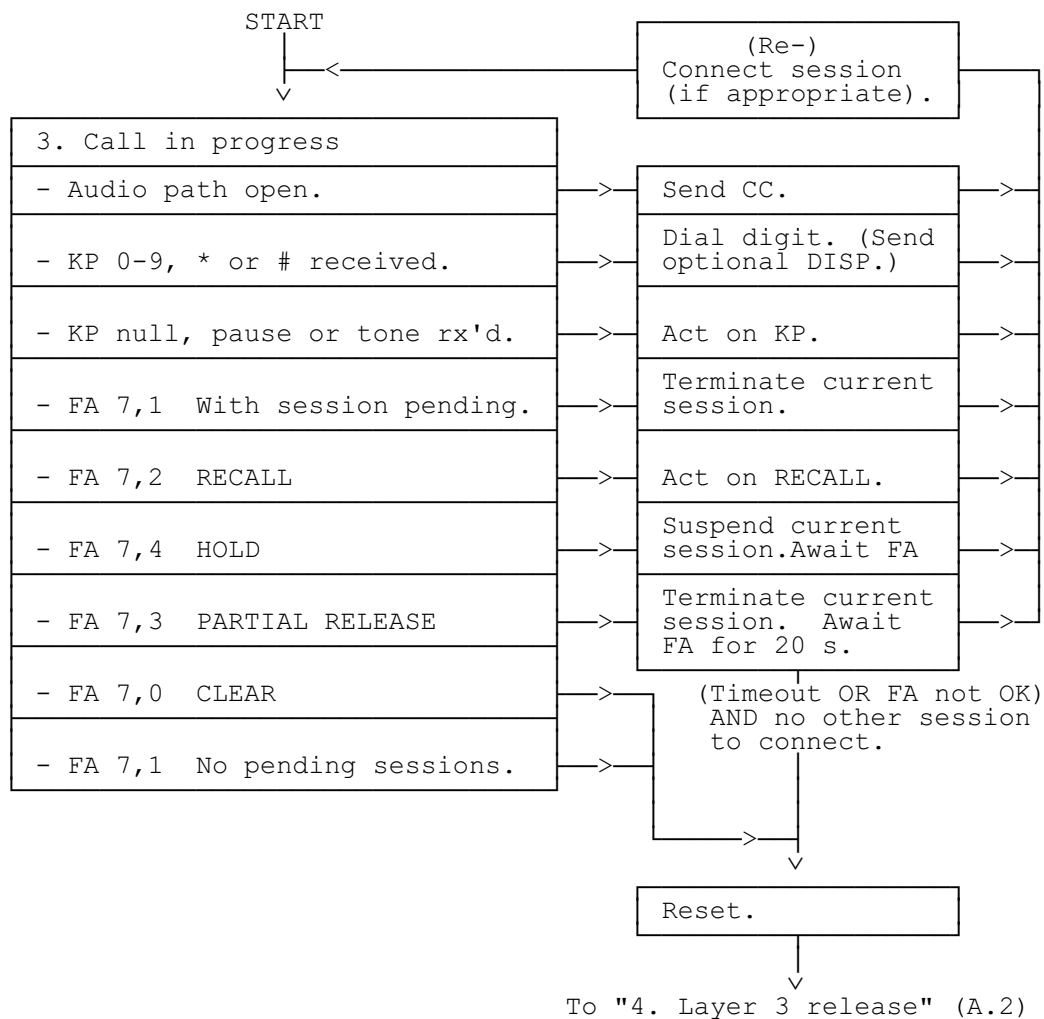 START
(Re-)
Connect session
(if appropriate).
3. Call in progress
- Audio path open.
Send CC.
- KP 0-9, * or # received.
Dial digit. (Send
optional DISP.)
- KP null, pause or tone rx'd.
Act on KP.
- FA 7,1 With session pending.
Terminate current
session.
- FA 7,2 RECALL
Act on RECALL.
- FA 7,4 HOLD
Suspend current
session.Await FA
- FA 7,3 PARTIAL RELEASE
Terminate current
session. Await
FA for 20 s.
- FA 7,0 CLEAR
(Timeout OR FA not OK)
AND no other session
to connect.
- FA 7,1 No pending sessions.
Reset.
To "4. Layer 3 release" (A.2)